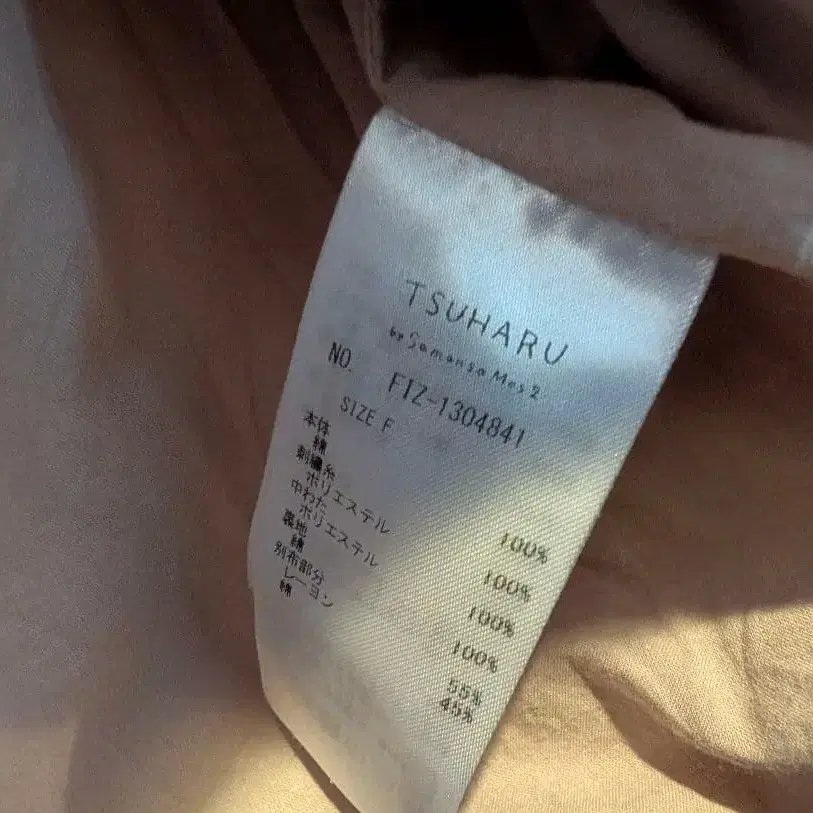 TSUHARU
by Samansa Mos2
NO. FIZ-1304841
SIZE F
本体
綿 100%
刺繍糸
ポリエステル 100%
中わた
ポリエステル 100%
裏地
綿 100%
別布部分
レーヨン 55%
綿 45%